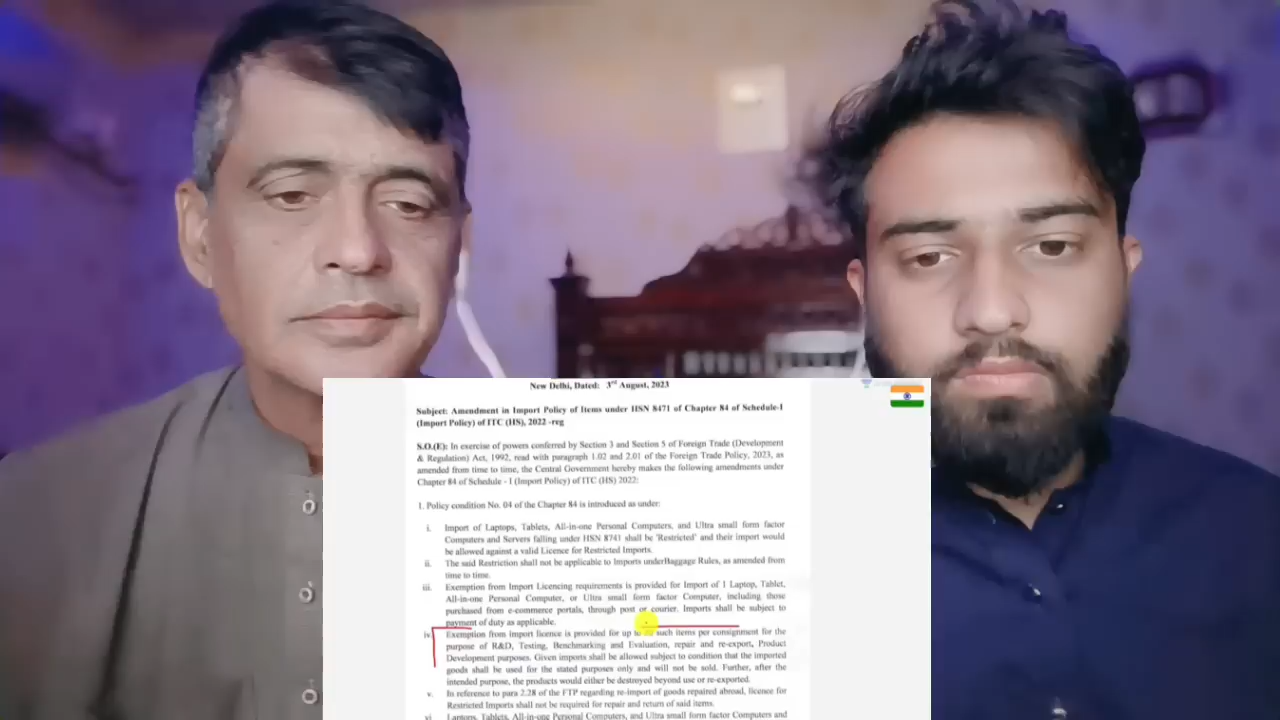 New Delhi, Dated: 3rd August, 2023
Subject: Amendment in Import Policy of Items under HSN 8471 of Chapter 84 of Schedule-I
(Import Policy) of ITC (HS), 2022 -reg
S.O.(E): In exercise of powers conferred by Section 3 and Section 5 of Foreign Trade (Development
& Regulation) Act, 1992, read with paragraph 1.02 and 2.01 of the Foreign Trade Policy, 2023, as
amended from time to time, the Central Government hereby makes the following amendments under
Chapter 84 of Schedule - I (Import Policy) of ITC (HS) 2022:
1. Policy condition No. 04 of the Chapter 84 is introduced as under:
i. Import of Laptops, Tablets, All-in-one Personal Computers, and Ultra small form factor
Computers and Servers falling under HSN 8741 shall be 'Restricted' and their import would
be allowed against a valid Licence for Restricted Imports.
ii. The said Restriction shall not be applicable to Imports underBaggage Rules, as amended from
time to time.
iii. Exemption from Import Licencing requirements is provided for Import of 1 Laptop, Tablet,
All-in-one Personal Computer, or Ultra small form factor Computer, including those
purchased from e-commerce portals, through post or courier. Imports shall be subject to
payment of duty as applicable.
iv. Exemption from import licence is provided for up to such items per consignment for the
purpose of R&D, Testing, Benchmarking and Evaluation, repair and re-export, Product
Development purposes. Given imports shall be allowed subject to condition that the imported
goods shall be used for the stated purposes only and will not be sold. Further, after the
intended purpose, the products would either be destroyed beyond use or re-exported.
v. In reference to para 2.28 of the FTP regarding re-import of goods repaired abroad, licence for
Restricted Imports shall not be required for repair and return of said items.
vi Laptops, Tablets, All-in-one Personal Computers, and Ultra small form factor Computers and